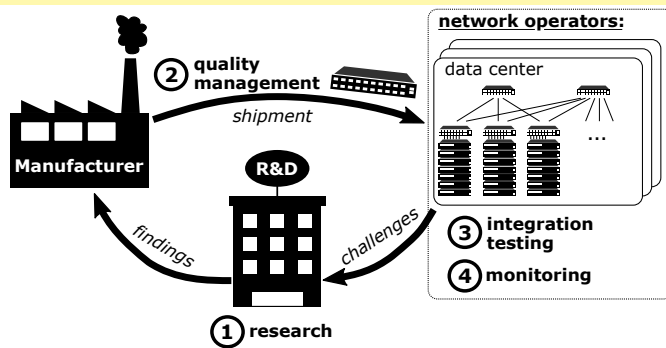 network operators:
2 quality
management
shipment
data center
...
Manufacturer
R&D
findings
challenges
3 integration
testing
4 monitoring
1 research